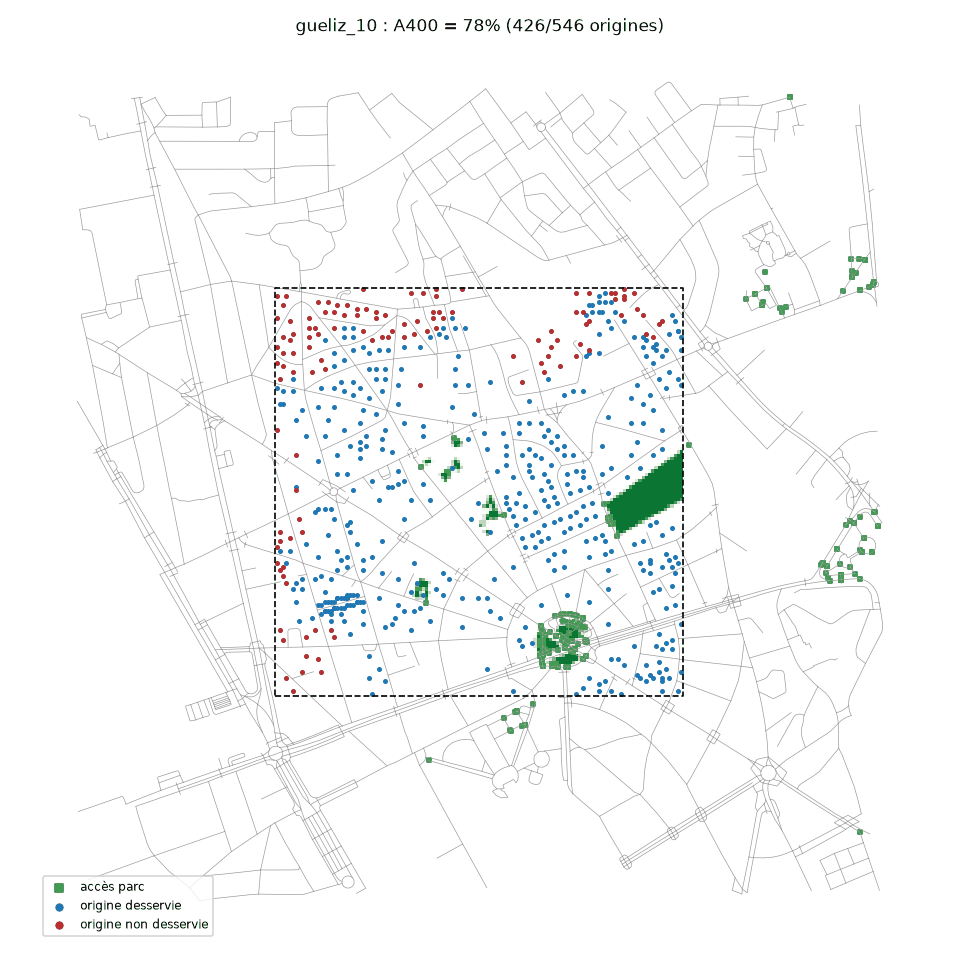 gueliz_10 : A400 = 78% (426/546 origines)
accès parc
origine desservie
origine non desservie